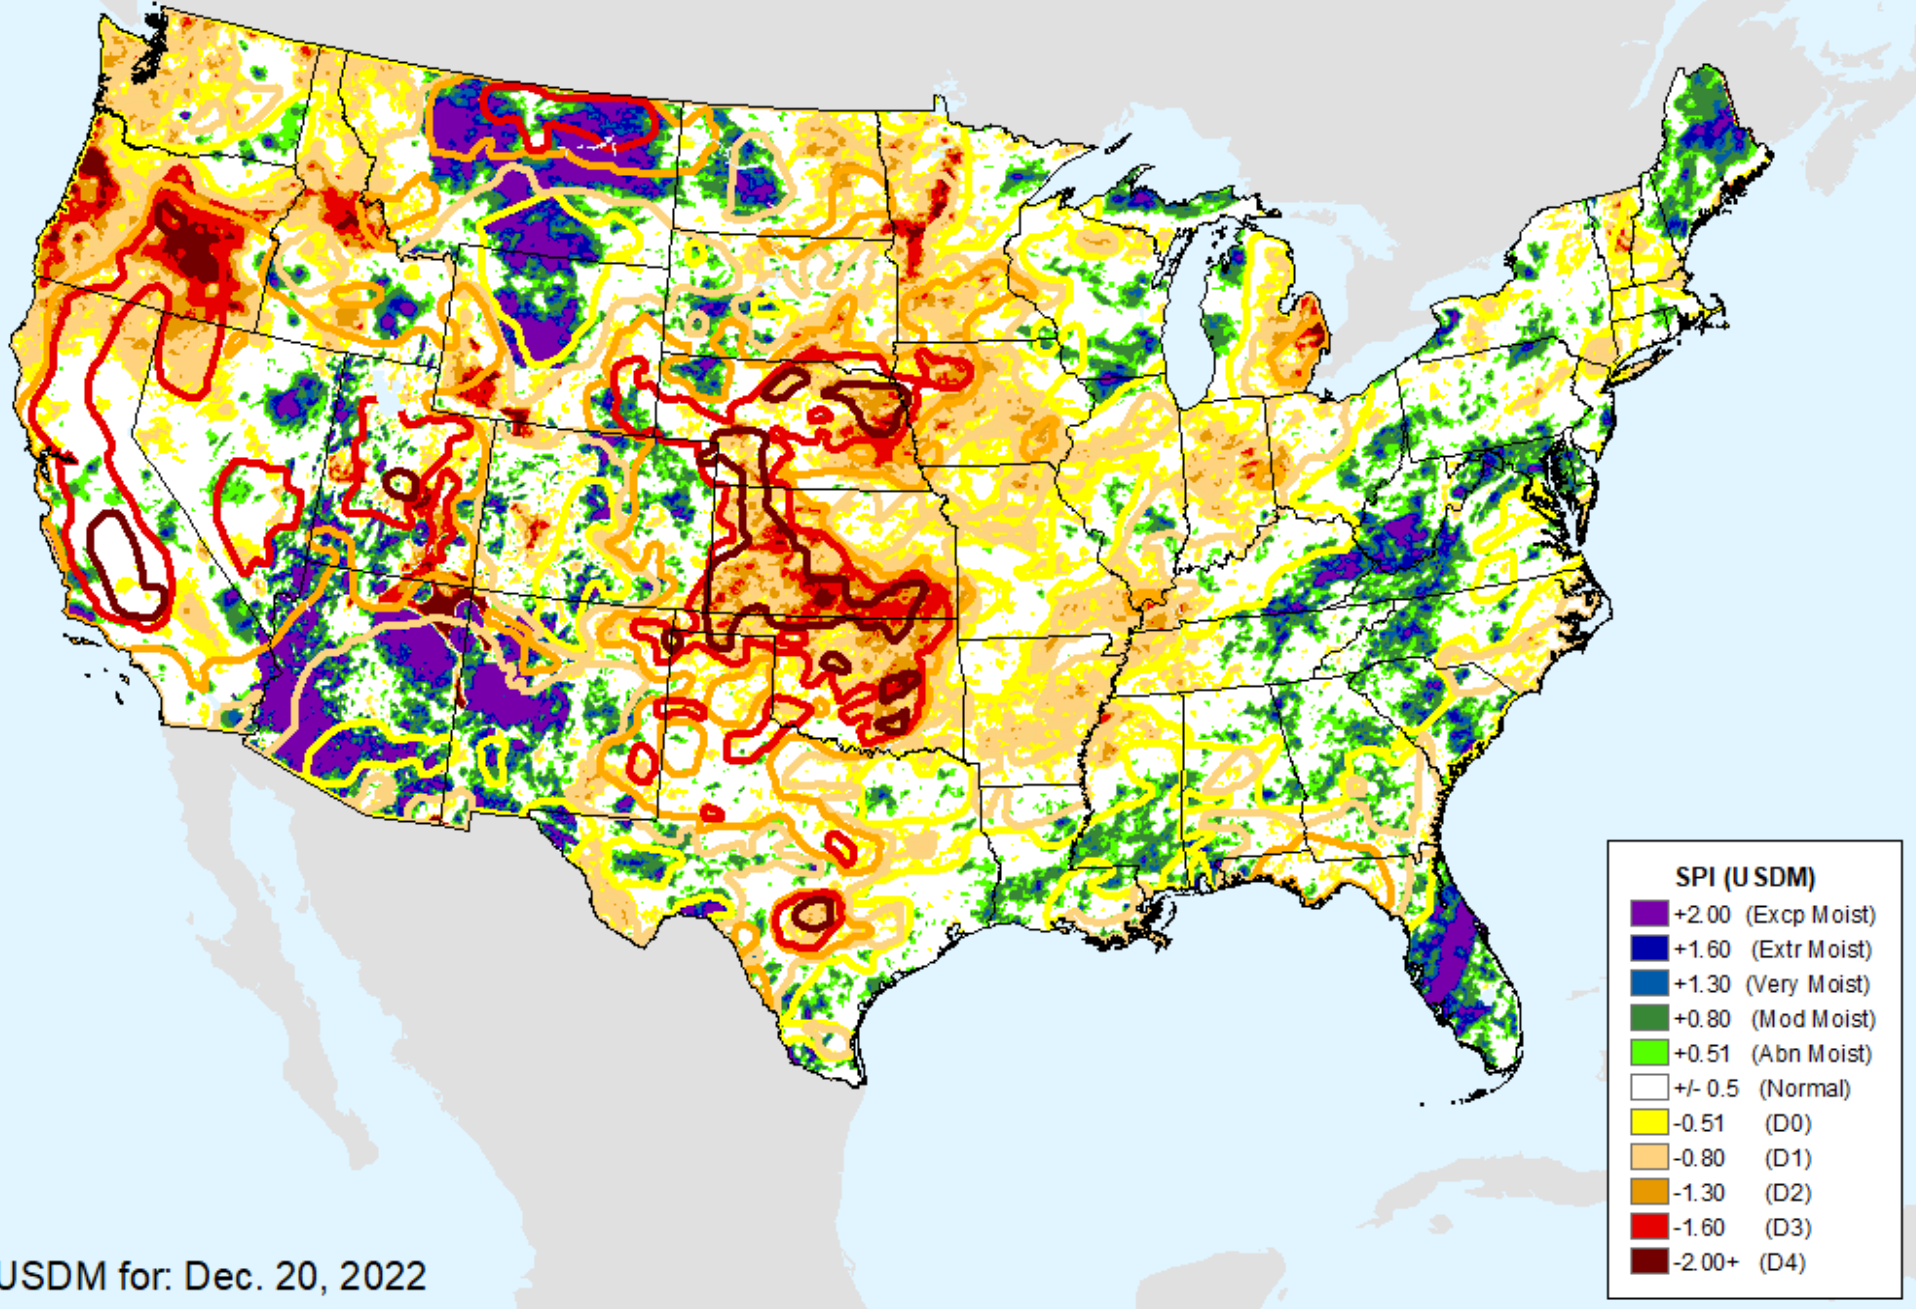 SPI (USDM)
+2.00 (Excp Moist)
+1.60 (Extr Moist)
+1.30 (Very Moist)
+0.80 (Mod Moist)
+0.51 (Abn Moist)
+/- 0.5 (Normal)
-0.51 (D0)
-0.80 (D1)
-1.30 (D2)
-1.60 (D3)
-2.00+ (D4)
USDM for: Dec. 20, 2022